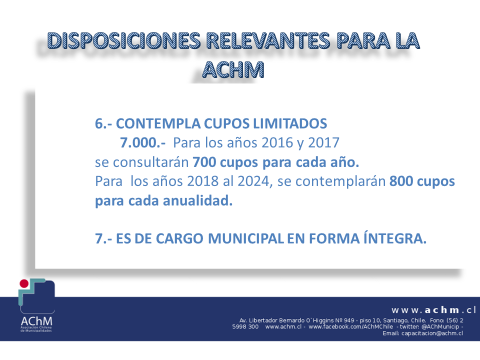 DISPOSICIONES RELEVANTES PARA LA
ACHM
6.- CONTEMPLA CUPOS LIMITADOS
7.000.- Para los años 2016 y 2017
se consultarán 700 cupos para cada año.
Para los años 2018 al 2024, se contemplarán 800 cupos
para cada anualidad.
7.- ES DE CARGO MUNICIPAL EN FORMA ÍNTEGRA.
AChM
Asociación Chilena
de Municipalidades
www.achm.cl
Av. Libertador Bernardo O´Higgins Nº 949 - piso 10, Santiago, Chile. Fono: (56) 2
5998 300 www.achm.cl - www.facebook.com/AChMChile - twitter: @AChMunicip -
Email: capacitacion@achm.cl